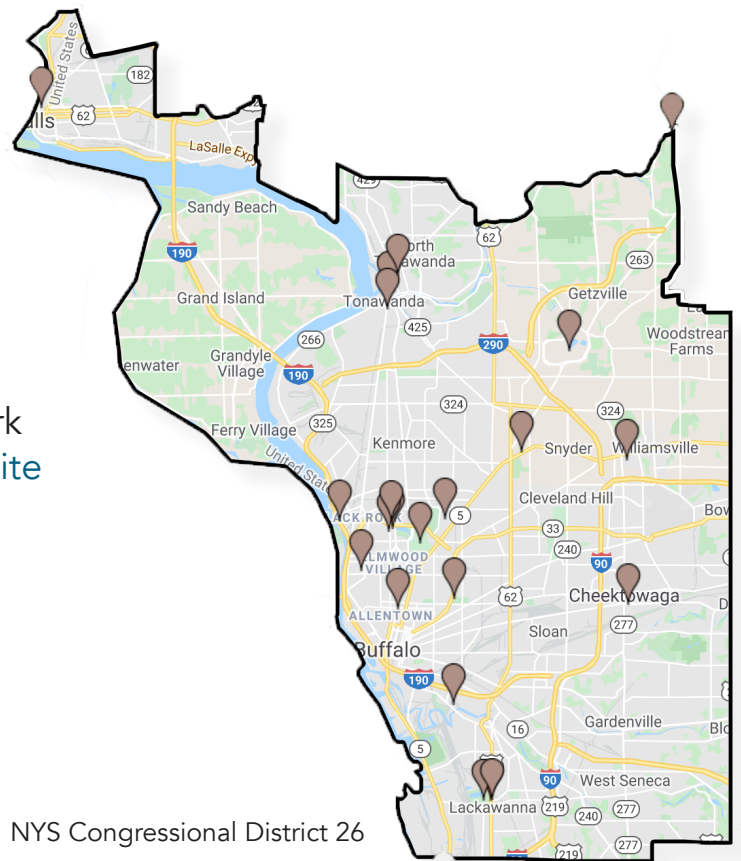 United States
182
62
lls
LaSalle Expy
429
Sandy Beach
62
190
North
Tonawanda
263
Grand Island
Getzville
Tonawanda
425
266
290
Woodstream
Farms
enwater
Grandyle
Village
190
324
324
rk
325
Ferry Village
Kenmore
Snyder
Williamsville
ite
United Stat
Cleveland Hill
5
Bow
ACK ROCK
33
240
ELMWOOD
VILLAGE
90
62
Cheektowaga
ALLENTOWN
277
Sloan
Buffalo
190
Gardenville
16
5
Blo
90
West Seneca
Lackawanna
219
240
277
NYS Congressional District 26
219
277